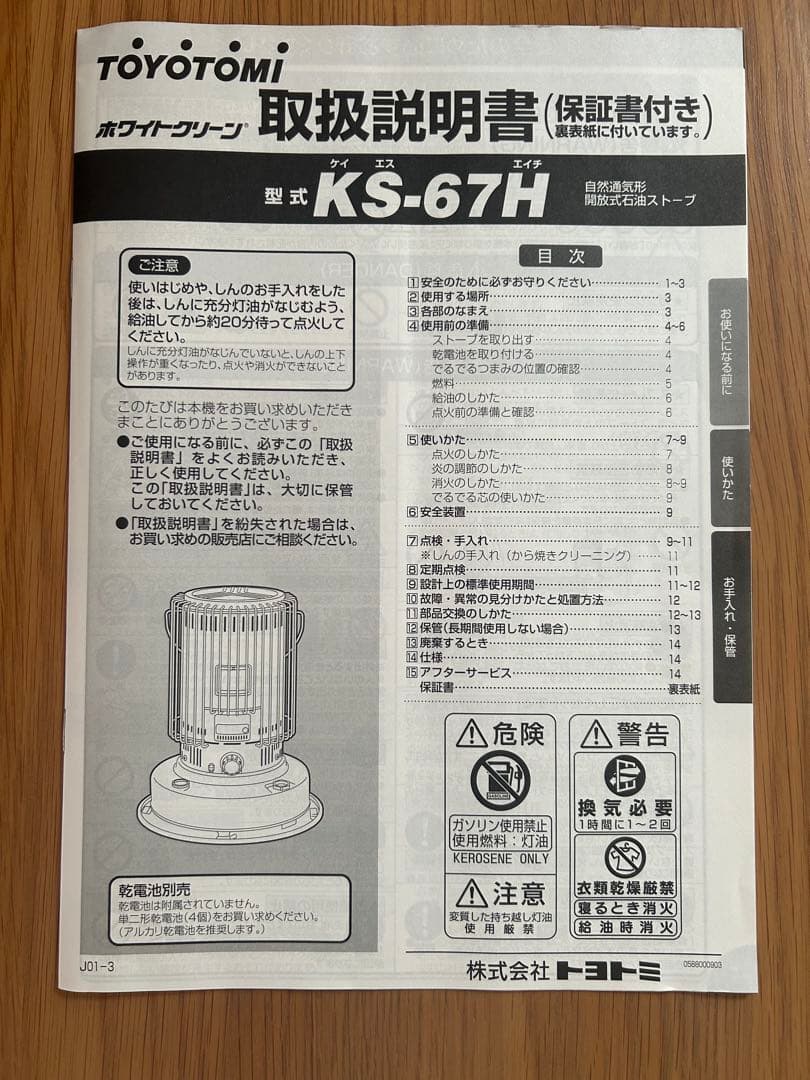 TOYOTOMI
ホワイトクリーン® 取扱説明書(保証書付き 裏表紙に付いています。)
ケイ エス エイチ
型式 KS-67H
自然通気形
開放式石油ストーブ
ご注意
使いはじめや、しんのお手入れをした
後は、しんに充分灯油がなじむよう、
給油してから約20分待って点火して
ください。
しんに充分灯油がなじんでいないと、しんの上下
操作が重くなったり、点火や消火ができないこと
があります。
このたびは本機をお買い求めいただき
まことにありがとうございます。
●ご使用になる前に、必ずこの「取扱
説明書」をよくお読みいただき、
正しく使用してください。
この「取扱説明書」は、大切に保管
しておいてください。
●「取扱説明書」を紛失された場合は、
お買い求めの販売店にご相談ください。
乾電池別売
乾電池は附属されていません。
単二形乾電池(4個)をお買い求めください。
(アルカリ乾電池を推奨します。)
J01-3
目次
1 安全のために必ずお守りください 1~3
2 使用する場所 3
3 各部のなまえ 3
4 使用前の準備 4~6
ストーブを取り出す 4
乾電池を取り付ける 4
でるでるつまみの位置の確認 4
燃料 5
給油のしかた 6
点火前の準備と確認 6
5 使いかた 7~9
点火のしかた 7
炎の調節のしかた 8
消火のしかた 8~9
でるでる芯の使いかた 9
6 安全装置 9
7 点検・手入れ 9~11
※しんの手入れ(から焼きクリーニング) 11
8 定期点検 11
9 設計上の標準使用期間 11~12
10 故障・異常の見分けかたと処置方法 12
11 部品交換のしかた 12~13
12 保管(長期間使用しない場合) 13
13 廃棄するとき 14
14 仕様 14
15 アフターサービス 14
保証書 裏表紙
お使いになる前に
使いかた
お手入れ・保管
危険
GASOLINE
ガソリン使用禁止
使用燃料:灯油
KEROSENE ONLY
注意
変質した持ち越し灯油
使用厳禁
警告
換気必要
1時間に1~2回
衣類乾燥厳禁
寝るとき消火
給油時消火
株式会社 トヨトミ
0588000903